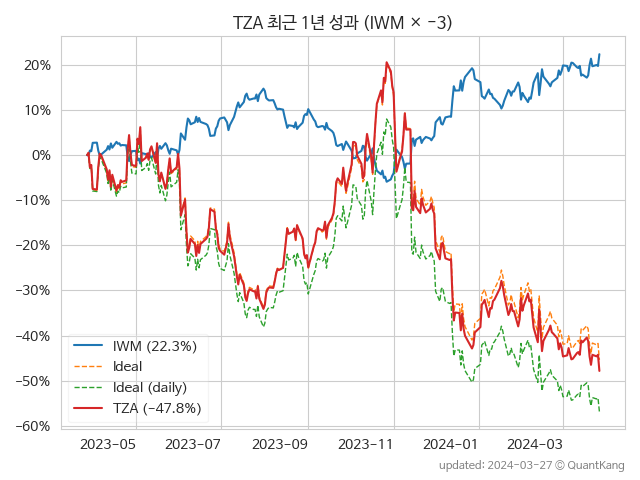 TZA 최근 1년 성과 (IWM × −3)
20%
10%
0%
−10%
−20%
−30%
−40%
−50%
−60%
IWM (22.3%)
Ideal
Ideal (daily)
TZA (−47.8%)
2023-05
2023-07
2023-09
2023-11
2024-01
2024-03
updated: 2024-03-27 © QuantKang